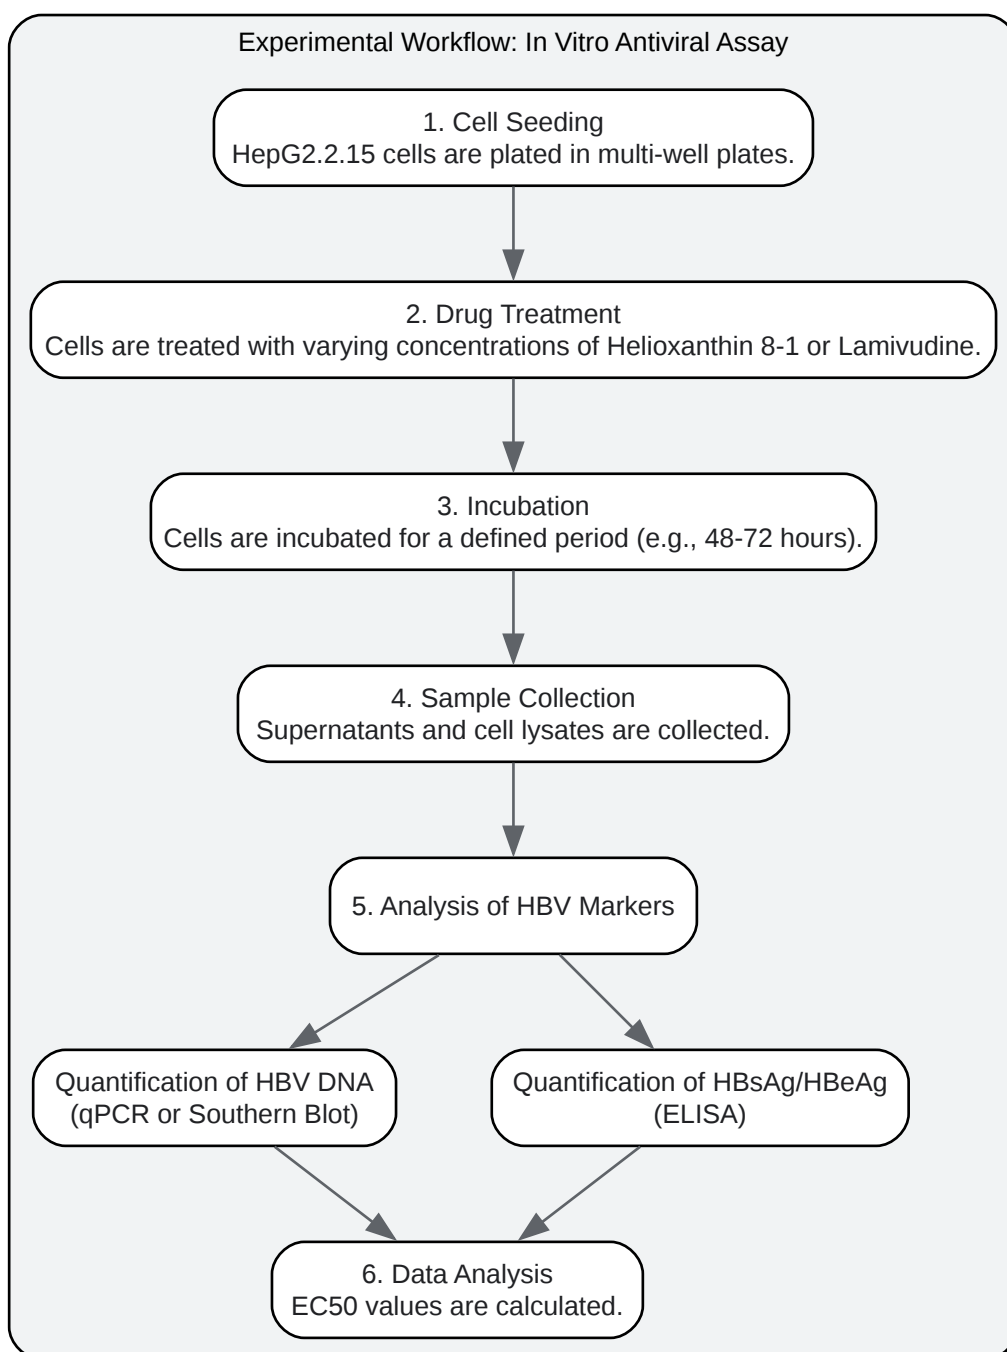 Experimental Workflow: In Vitro Antiviral Assay
1. Cell Seeding
HepG2.2.15 cells are plated in multi-well plates.
2. Drug Treatment
Cells are treated with varying concentrations of Helioxanthin 8-1 or Lamivudine.
3. Incubation
Cells are incubated for a defined period (e.g., 48-72 hours).
4. Sample Collection
Supernatants and cell lysates are collected.
5. Analysis of HBV Markers
Quantification of HBV DNA
(qPCR or Southern Blot)
Quantification of HBsAg/HBeAg
(ELISA)
6. Data Analysis
EC50 values are calculated.